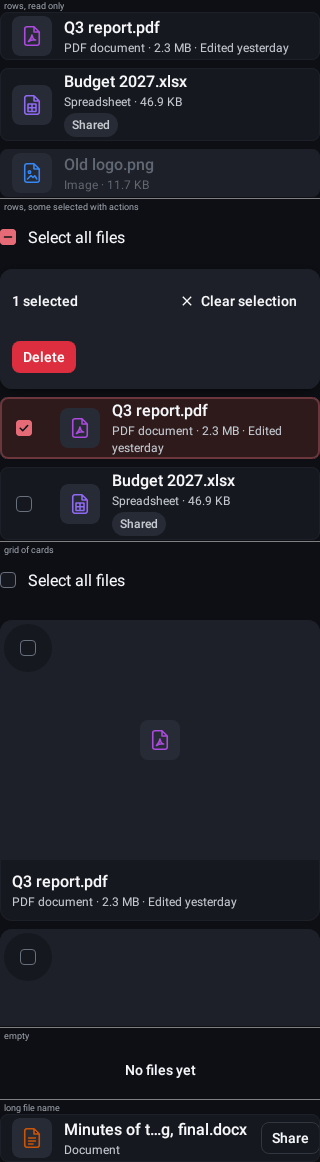 rows, read only
Q3 report.pdf
PDF document · 2.3 MB · Edited yesterday
Budget 2027.xlsx
Spreadsheet · 46.9 KB
Shared
Old logo.png
Image · 11.7 KB
rows, some selected with actions
Select all files
1 selected
Clear selection
Delete
Q3 report.pdf
PDF document · 2.3 MB · Edited
yesterday
Budget 2027.xlsx
Spreadsheet · 46.9 KB
Shared
grid of cards
Select all files
Q3 report.pdf
PDF document · 2.3 MB · Edited yesterday
empty
No files yet
long file name
Minutes of t…g, final.docx
Share
Document